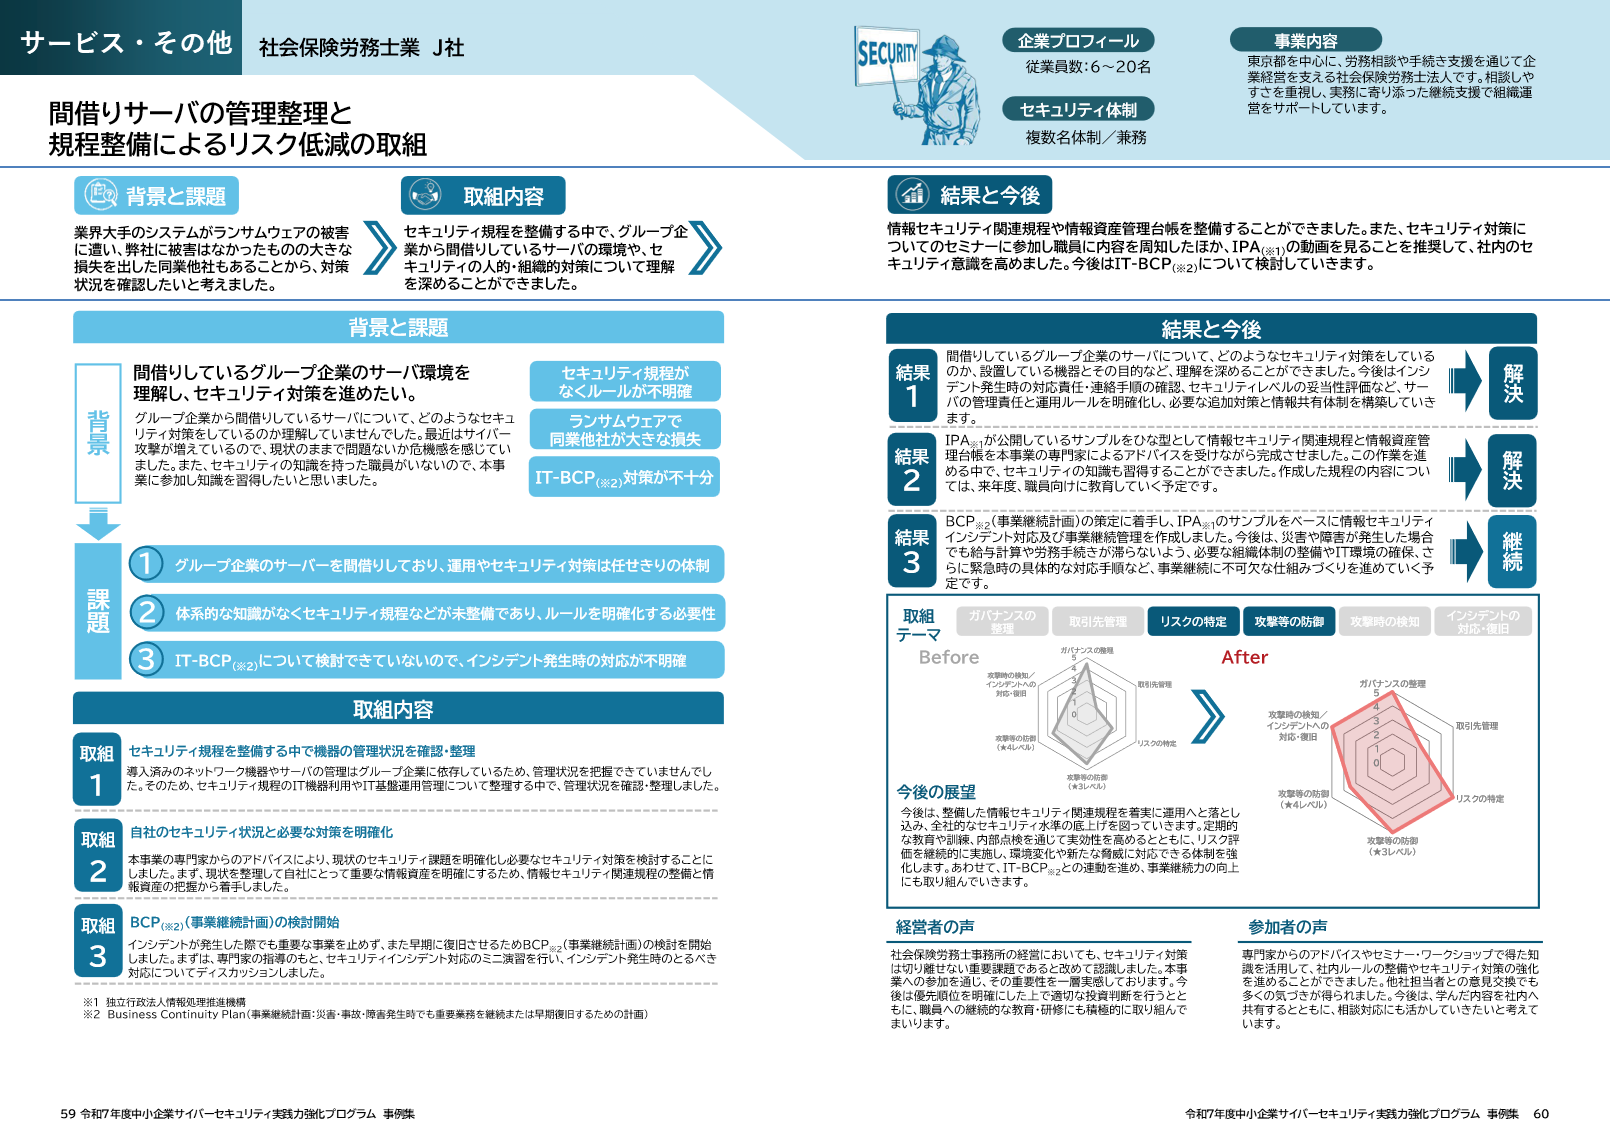 サービス・その他
社会保険労務士業 J社
間借りサーバの管理整理と
規程整備によるリスク低減の取組
SECURITY
企業プロフィール
従業員数：6～20名
セキュリティ体制
複数名体制／兼務
事業内容
東京都を中心に、労務相談や手続き支援を通じて企
業経営を支える社会保険労務士法人です。相談しや
すさを重視し、実務に寄り添った継続支援で組織運
営をサポートしています。
背景と課題
業界大手のシステムがランサムウェアの被害
に遭い、弊社に被害はなかったものの大きな
損失を出した同業他社もあることから、対策
状況を確認したいと考えました。
取組内容
セキュリティ規程を整備する中で、グループ企
業から間借りしているサーバの環境や、セ
キュリティの人的・組織的対策について理解
を深めることができました。
結果と今後
情報セキュリティ関連規程や情報資産管理台帳を整備することができました。また、セキュリティ対策に
ついてのセミナーに参加し職員に内容を周知したほか、IPA(※1)の動画を見ることを推奨して、社内のセ
キュリティ意識を高めました。今後はIT-BCP(※2)について検討していきます。
背景と課題
背景
間借りしているグループ企業のサーバ環境を
理解し、セキュリティ対策を進めたい。
グループ企業から間借りしているサーバについて、どのようなセキュ
リティ対策をしているのか理解していませんでした。最近はサイバー
攻撃が増えているので、現状のままで問題ないか危機感を感じてい
ました。また、セキュリティの知識を持った職員がいないので、本事
業に参加し知識を習得したいと思いました。
セキュリティ規程が
なくルールが不明確
ランサムウェアで
同業他社が大きな損失
IT-BCP(※2)対策が不十分
課題
1 グループ企業のサーバーを間借りしており、運用やセキュリティ対策は任せきりの体制
2 体系的な知識がなくセキュリティ規程などが未整備であり、ルールを明確化する必要性
3 IT-BCP(※2)について検討できていないので、インシデント発生時の対応が不明確
取組内容
取組1
セキュリティ規程を整備する中で機器の管理状況を確認・整理
導入済みのネットワーク機器やサーバの管理はグループ企業に依存しているため、管理状況を把握できていませんでし
た。そのため、セキュリティ規程のIT機器利用やIT基盤運用管理について整理する中で、管理状況を確認・整理しました。
取組2
自社のセキュリティ状況と必要な対策を明確化
本事業の専門家からのアドバイスにより、現状のセキュリティ課題を明確化し必要なセキュリティ対策を検討することに
しました。まず、現状を整理して自社にとって重要な情報資産を明確にするため、情報セキュリティ関連規程の整備と情
報資産の把握から着手しました。
取組3
BCP(※2)（事業継続計画）の検討開始
インシデントが発生した際でも重要な事業を止めず、また早期に復旧させるためBCP※2（事業継続計画）の検討を開始
しました。まずは、専門家の指導のもと、セキュリティインシデント対応のミニ演習を行い、インシデント発生時のとるべき
対応についてディスカッションしました。
※1 独立行政法人情報処理推進機構
※2 Business Continuity Plan（事業継続計画：災害・事故・障害発生時でも重要業務を継続または早期復旧するための計画）
結果と今後
結果1
間借りしているグループ企業のサーバについて、どのようなセキュリティ対策をしている
のか、設置している機器とその目的など、理解を深めることができました。今後はインシ
デント発生時の対応責任・連絡手順の確認、セキュリティレベルの妥当性評価など、サー
バの管理責任と運用ルールを明確化し、必要な追加対策と情報共有体制を構築していき
ます。
解決
結果2
IPA※1が公開しているサンプルをひな型として情報セキュリティ関連規程と情報資産管
理台帳を本事業の専門家によるアドバイスを受けながら完成させました。この作業を進
める中で、セキュリティの知識も習得することができました。作成した規程の内容につい
ては、来年度、職員向けに教育していく予定です。
解決
結果3
BCP※2（事業継続計画）の策定に着手し、IPA※1のサンプルをベースに情報セキュリティ
インシデント対応及び事業継続管理を作成しました。今後は、災害や障害が発生した場合
でも給与計算や労務手続きが滞らないよう、必要な組織体制の整備やIT環境の確保、さ
らに緊急時の具体的な対応手順など、事業継続に不可欠な仕組みづくりを進めていく予
定です。
継続
取組
テーマ
ガバナンスの
整理
取引先管理
リスクの特定
攻撃等の防御
攻撃時の検知
インシデントの
対応・復旧
Before
ガバナンスの整理
5
4
3
2
1
0
取引先管理
リスクの特定
攻撃等の防御
（★3レベル）
攻撃等の防御
（★4レベル）
攻撃時の検知／
インシデントへの
対応・復旧
After
ガバナンスの整理
5
4
3
2
1
0
取引先管理
リスクの特定
攻撃等の防御
（★3レベル）
攻撃等の防御
（★4レベル）
攻撃時の検知／
インシデントへの
対応・復旧
今後の展望
今後は、整備した情報セキュリティ関連規程を着実に運用へと落とし
込み、全社的なセキュリティ水準の底上げを図っていきます。定期的
な教育や訓練、内部点検を通じて実効性を高めるとともに、リスク評
価を継続的に実施し、環境変化や新たな脅威に対応できる体制を強
化します。あわせて、IT-BCP※2との連動を進め、事業継続力の向上
にも取り組んでいきます。
経営者の声
社会保険労務士事務所の経営においても、セキュリティ対策
は切り離せない重要課題であると改めて認識しました。本事
業への参加を通じ、その重要性を一層実感しております。今
後は優先順位を明確にした上で適切な投資判断を行うとと
もに、職員への継続的な教育・研修にも積極的に取り組んで
まいります。
参加者の声
専門家からのアドバイスやセミナー・ワークショップで得た知
識を活用して、社内ルールの整備やセキュリティ対策の強化
を進めることができました。他社担当者との意見交換でも
多くの気づきが得られました。今後は、学んだ内容を社内へ
共有するとともに、相談対応にも活かしていきたいと考えて
います。
59 令和7年度中小企業サイバーセキュリティ実践力強化プログラム 事例集
令和7年度中小企業サイバーセキュリティ実践力強化プログラム 事例集 60